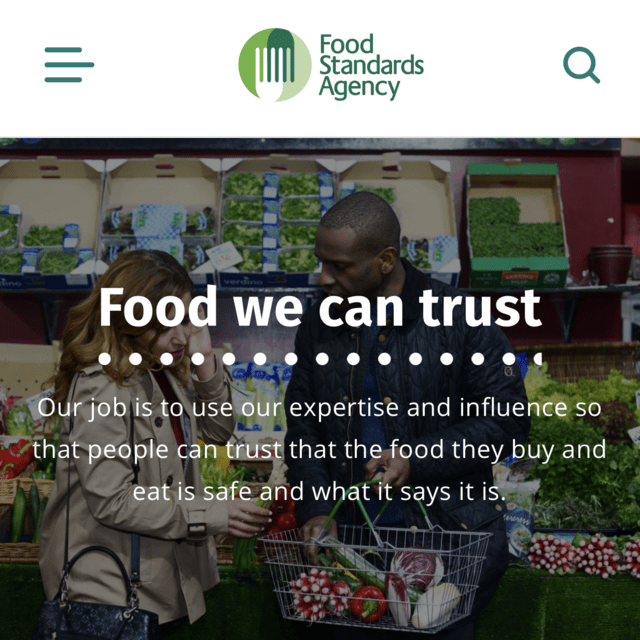 Food
Standards
Agency
Food we can trust
Our job is to use our expertise and influence so
that people can trust that the food they buy and
eat is safe and what it says it is.